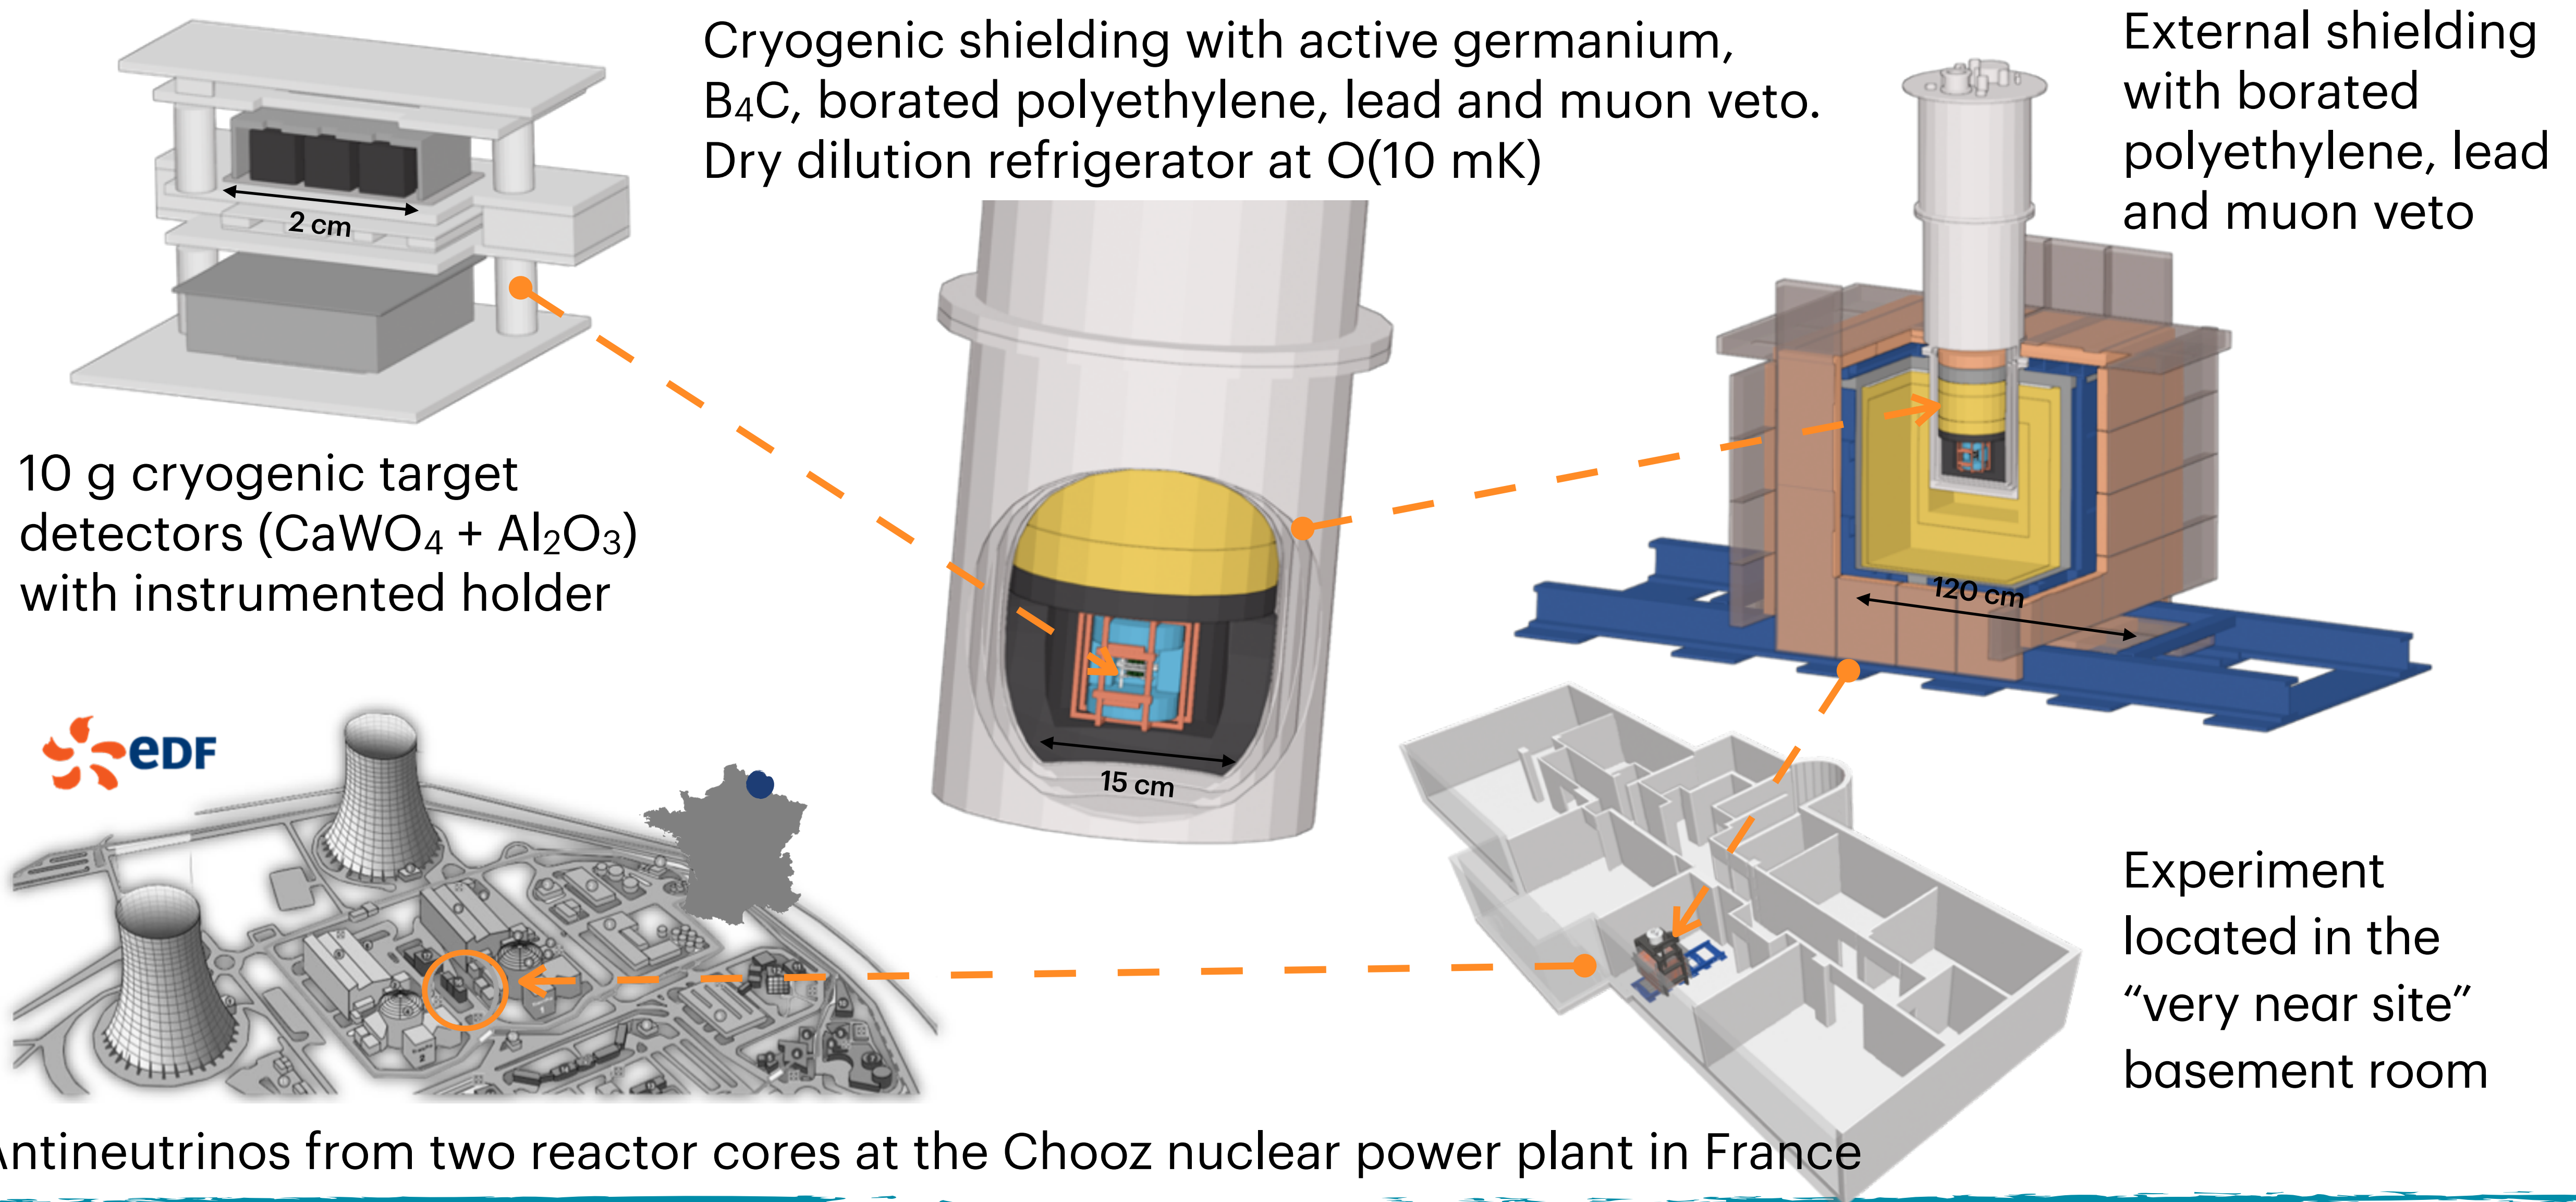 Cryogenic shielding with active germanium,
B₄C, borated polyethylene, lead and muon veto.
Dry dilution refrigerator at O(10 mK)
External shielding
with borated
polyethylene, lead
and muon veto
2 cm
10 g cryogenic target
detectors (CaWO₄ + Al₂O₃)
with instrumented holder
120 cm
15 cm
eDF
Experiment
located in the
“very near site”
basement room
Antineutrinos from two reactor cores at the Chooz nuclear power plant in France